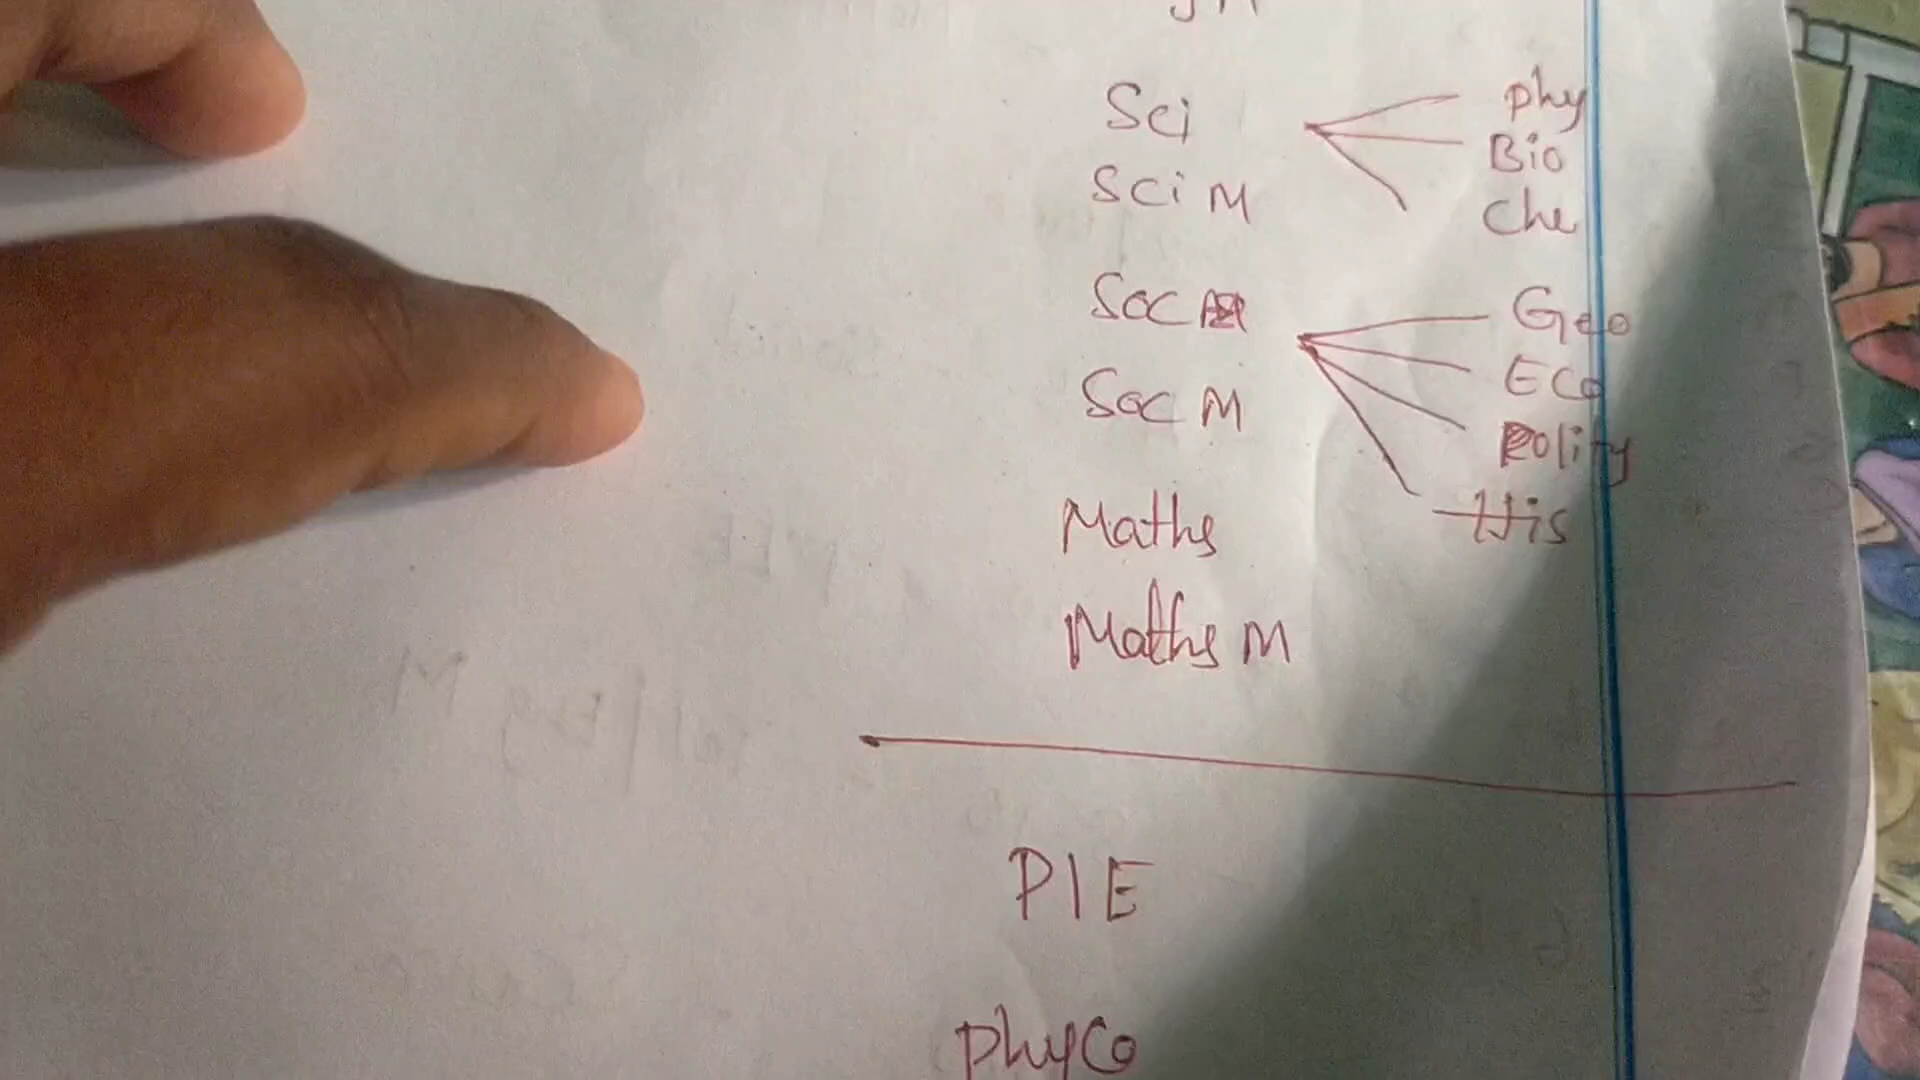 Sci
phy
Bio
Sci M
Che
Soc
Geo
Eco
Soc M
Polity
His
Maths
Maths M
PIE
phyco